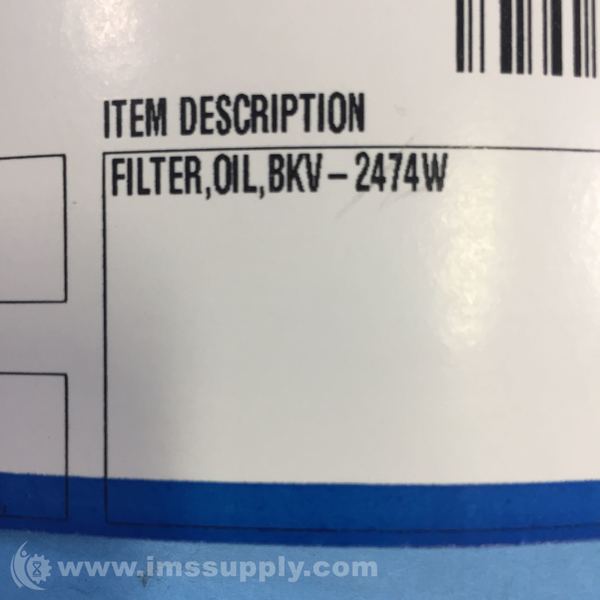 ITEM DESCRIPTION
FILTER,OIL,BKV-2474W
www.imssupply.com